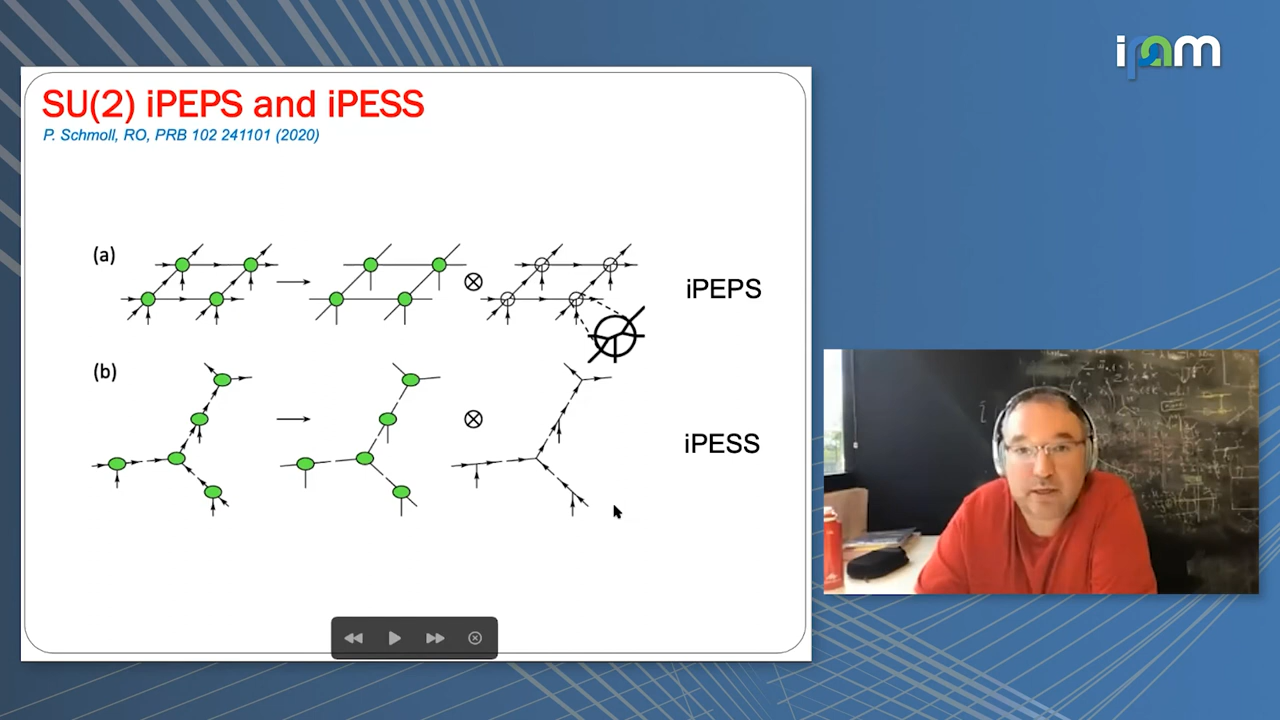 ipam
SU(2) iPEPS and iPESS
P. Schmoll, RO, PRB 102 241101 (2020)
(a)
iPEPS
(b)
iPESS